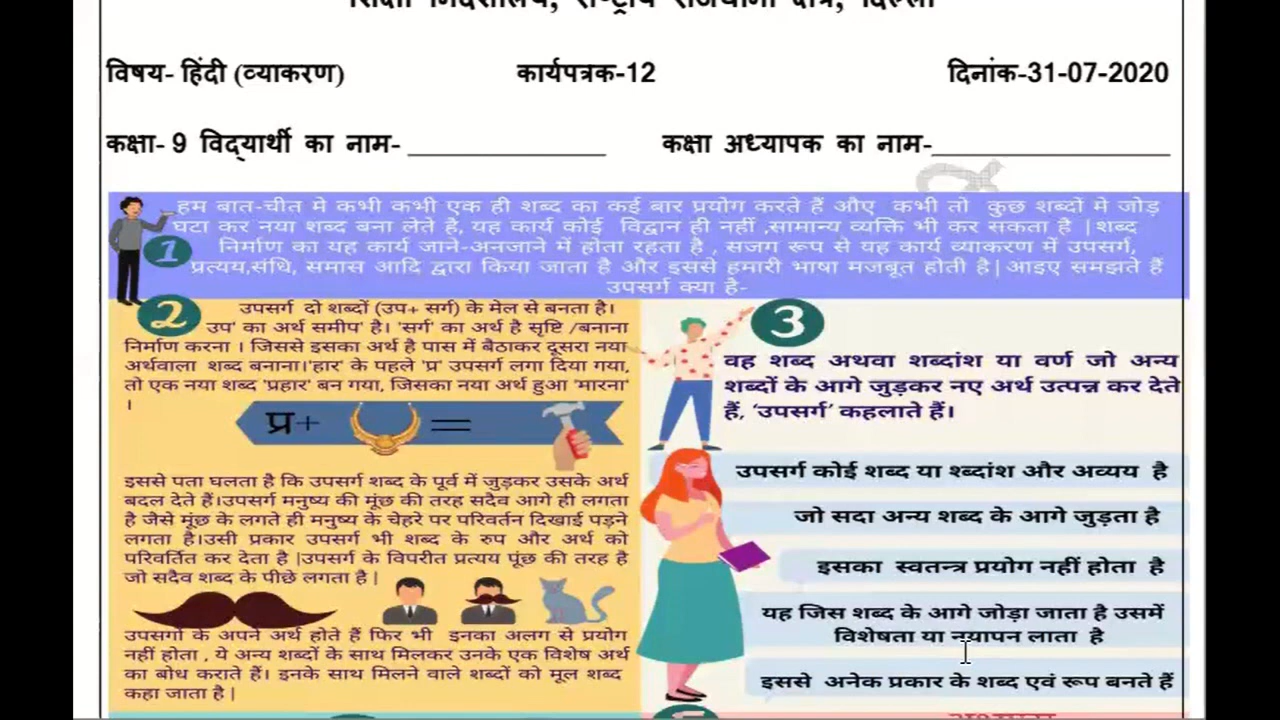 शिक्षा निदेशालय, राष्ट्रीय राजधानी क्षेत्र, दिल्ली
विषय- हिंदी (व्याकरण) कार्यपत्रक-12 दिनांक-31-07-2020
कक्षा- 9 विद्यार्थी का नाम- ______________ कक्षा अध्यापक का नाम-__________________
हम बात-चीत मे कभी कभी एक ही शब्द का कई बार प्रयोग करते हैं औए कभी तो कुछ शब्दो मे जोड़
घटा कर नया शब्द बना लेते है, यह कार्य कोई विद्वान ही नहीं ,सामान्य व्यक्ति भी कर सकता है |शब्द
निर्माण का यह कार्य जाने-अनजाने में होता रहता है , सजग रूप से यह कार्य व्याकरण में उपसर्ग,
प्रत्यय,संधि, समास आदि द्वारा किया जाता है और इससे हमारी भाषा मजबूत होती है|आइए समझते हैं
उपसर्ग क्या है-
1
2
उपसर्ग दो शब्दों (उप+ सर्ग) के मेल से बनता है।
उप' का अर्थ समीप' है। 'सर्ग' का अर्थ है सृष्टि /बनाना
निर्माण करना । जिससे इसका अर्थ है पास में बैठाकर दूसरा नया
अर्थवाला शब्द बनाना।'हार' के पहले 'प्र' उपसर्ग लगा दिया गया,
तो एक नया शब्द 'प्रहार' बन गया, जिसका नया अर्थ हुआ 'मारना'
।
प्र+ =
इससे पता घलता है कि उपसर्ग शब्द के पूर्व में जुड़कर उसके अर्थ
बदल देते हैं।उपसर्ग मनुष्य की मूंछ की तरह सदैव आगे ही लगता
है जैसे मूंछ के लगते ही मनुष्य के चेहरे पर परिवर्तन दिखाई पड़ने
लगता है।उसी प्रकार उपसर्ग भी शब्द के रुप और अर्थ को
परिवर्तित कर देता है |उपसर्ग के विपरीत प्रत्यय पूंछ की तरह है
जो सदैव शब्द के पीछे लगता है |
उपसर्गो के अपने अर्थ होते हैं फिर भी इनका अलग से प्रयोग
नहीं होता , ये अन्य शब्दों के साथ मिलकर उनके एक विशेष अर्थ
का बोध कराते हैं। इनके साथ मिलने वाले शब्दों को मूल शब्द
कहा जाता है |
3
वह शब्द अथवा शब्दांश या वर्ण जो अन्य
शब्दों के आगे जुड़कर नए अर्थ उत्पन्न कर देते
हैं, 'उपसर्ग' कहलाते हैं।
उपसर्ग कोई शब्द या श्ब्दांश और अव्यय है
जो सदा अन्य शब्द के आगे जुड़ता है
इसका स्वतन्त्र प्रयोग नहीं होता है
यह जिस शब्द के आगे जोड़ा जाता है उसमें
विशेषता या नयापन लाता है
इससे अनेक प्रकार के शब्द एवं रूप बनते हैं